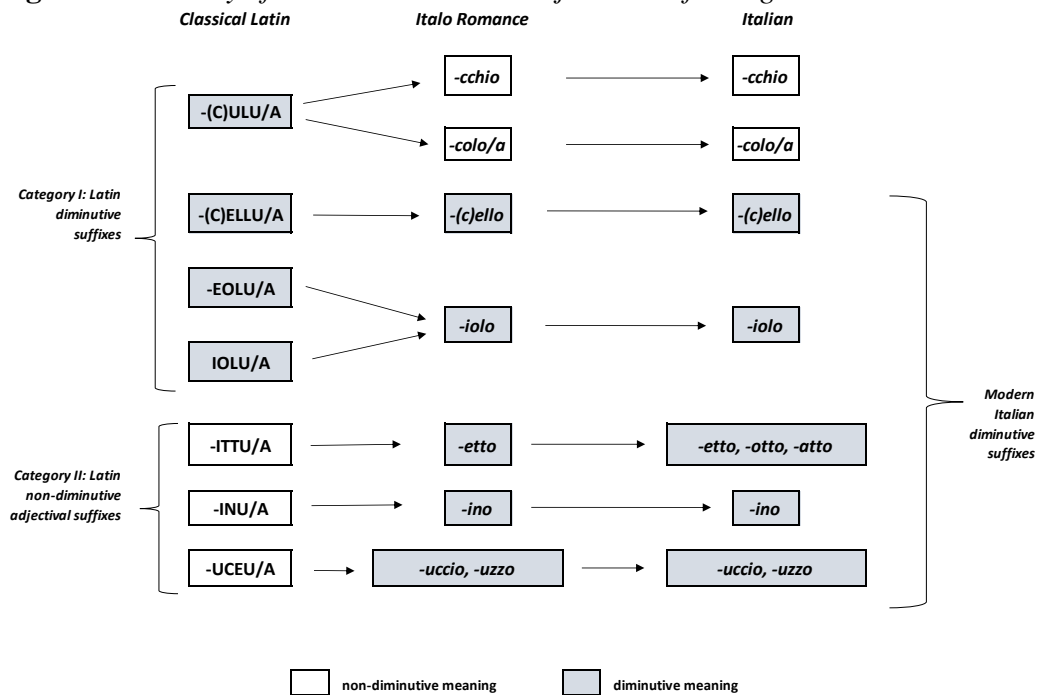 Classical Latin Italo Romance Italian
-cchio -cchio
-(C)ULU/A
-colo/a -colo/a
Category I: Latin
diminutive
suffixes
-(C)ELLU/A -(c)ello -(c)ello
-EOLU/A
-iolo -iolo
IOLU/A
Modern
Italian
diminutive
suffixes
-ITTU/A -etto -etto, -otto, -atto
Category II: Latin
non-diminutive
adjectival suffixes
-INU/A -ino -ino
-UCEU/A -uccio, -uzzo -uccio, -uzzo
non-diminutive meaning diminutive meaning